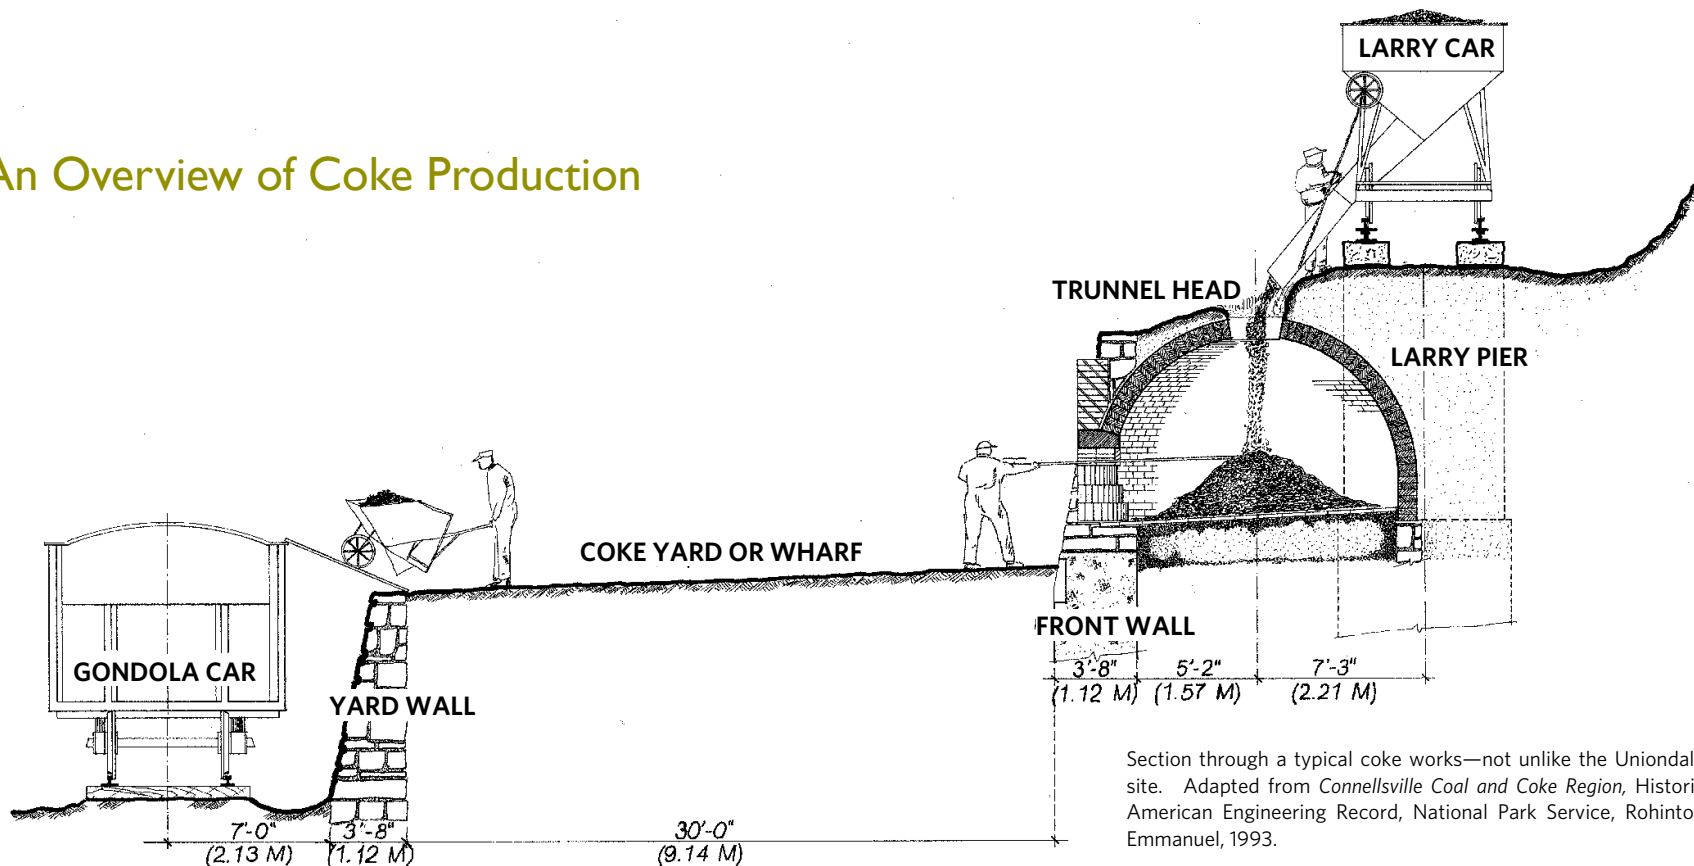 An Overview of Coke Production
LARRY CAR
TRUNNEL HEAD
LARRY PIER
COKE YARD OR WHARF
FRONT WALL
GONDOLA CAR
YARD WALL
3'-8"
(1.12 M)
5'-2"
(1.57 M)
7'-3"
(2.21 M)
7'-0"
(2.13 M)
3'-8"
(1.12 M)
30'-0"
(9.14 M)
Section through a typical coke works—not unlike the Uniondal
site. Adapted from Connellsville Coal and Coke Region, Histori
American Engineering Record, National Park Service, Rohinto
Emmanuel, 1993.